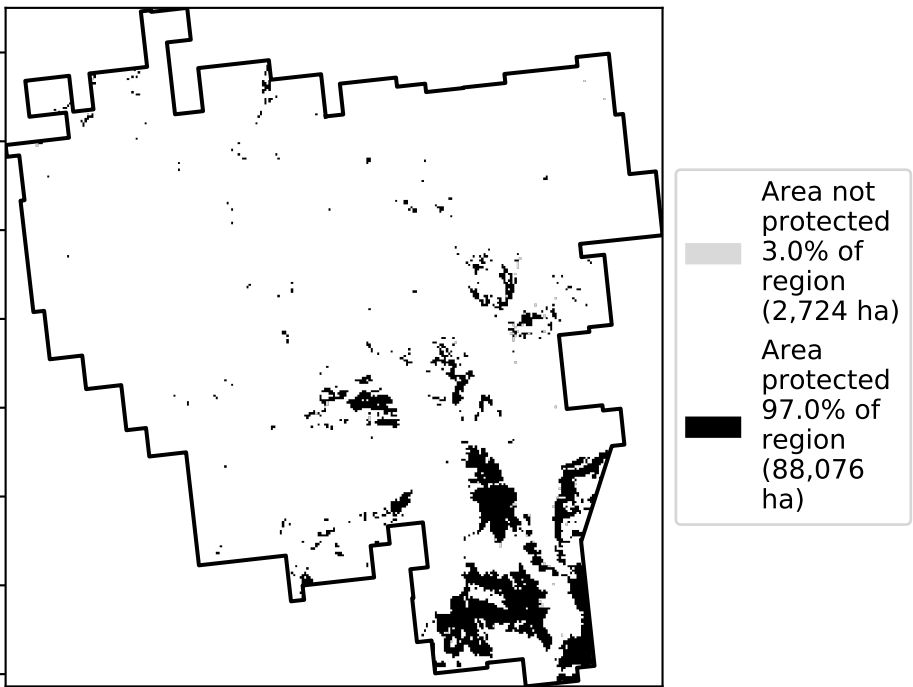 Area not
protected
3.0% of
region
(2,724 ha)
Area
protected
97.0% of
region
(88,076
ha)